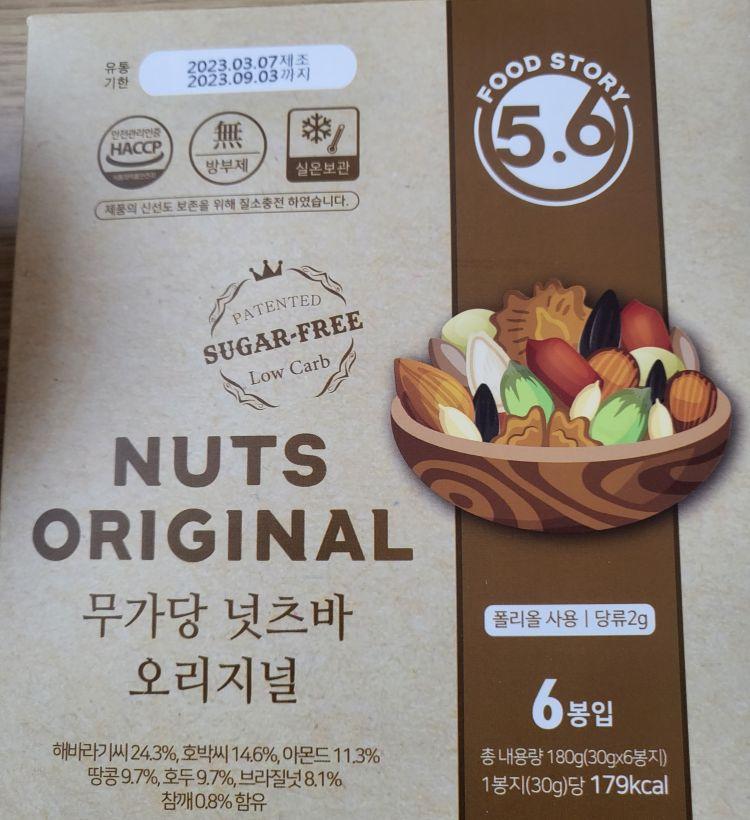 유통
기한
2023.03.07제조
2023.09.03까지
안전관리인증
HACCP
無
방부제
실온보관
제품의 신선도 보존을 위해 질소충전 하였습니다.
FOOD STORY
5.6
PATENTED
SUGAR-FREE
Low Carb
NUTS
ORIGINAL
무가당 넛츠바
오리지널
해바라기씨 24.3%, 호박씨 14.6%, 아몬드 11.3%
땅콩 9.7%, 호두 9.7%, 브라질넛 8.1%
참깨 0.8% 함유
폴리올 사용 | 당류2g
6봉입
총 내용량 180g(30gx6봉지)
1봉지(30g)당 179kcal